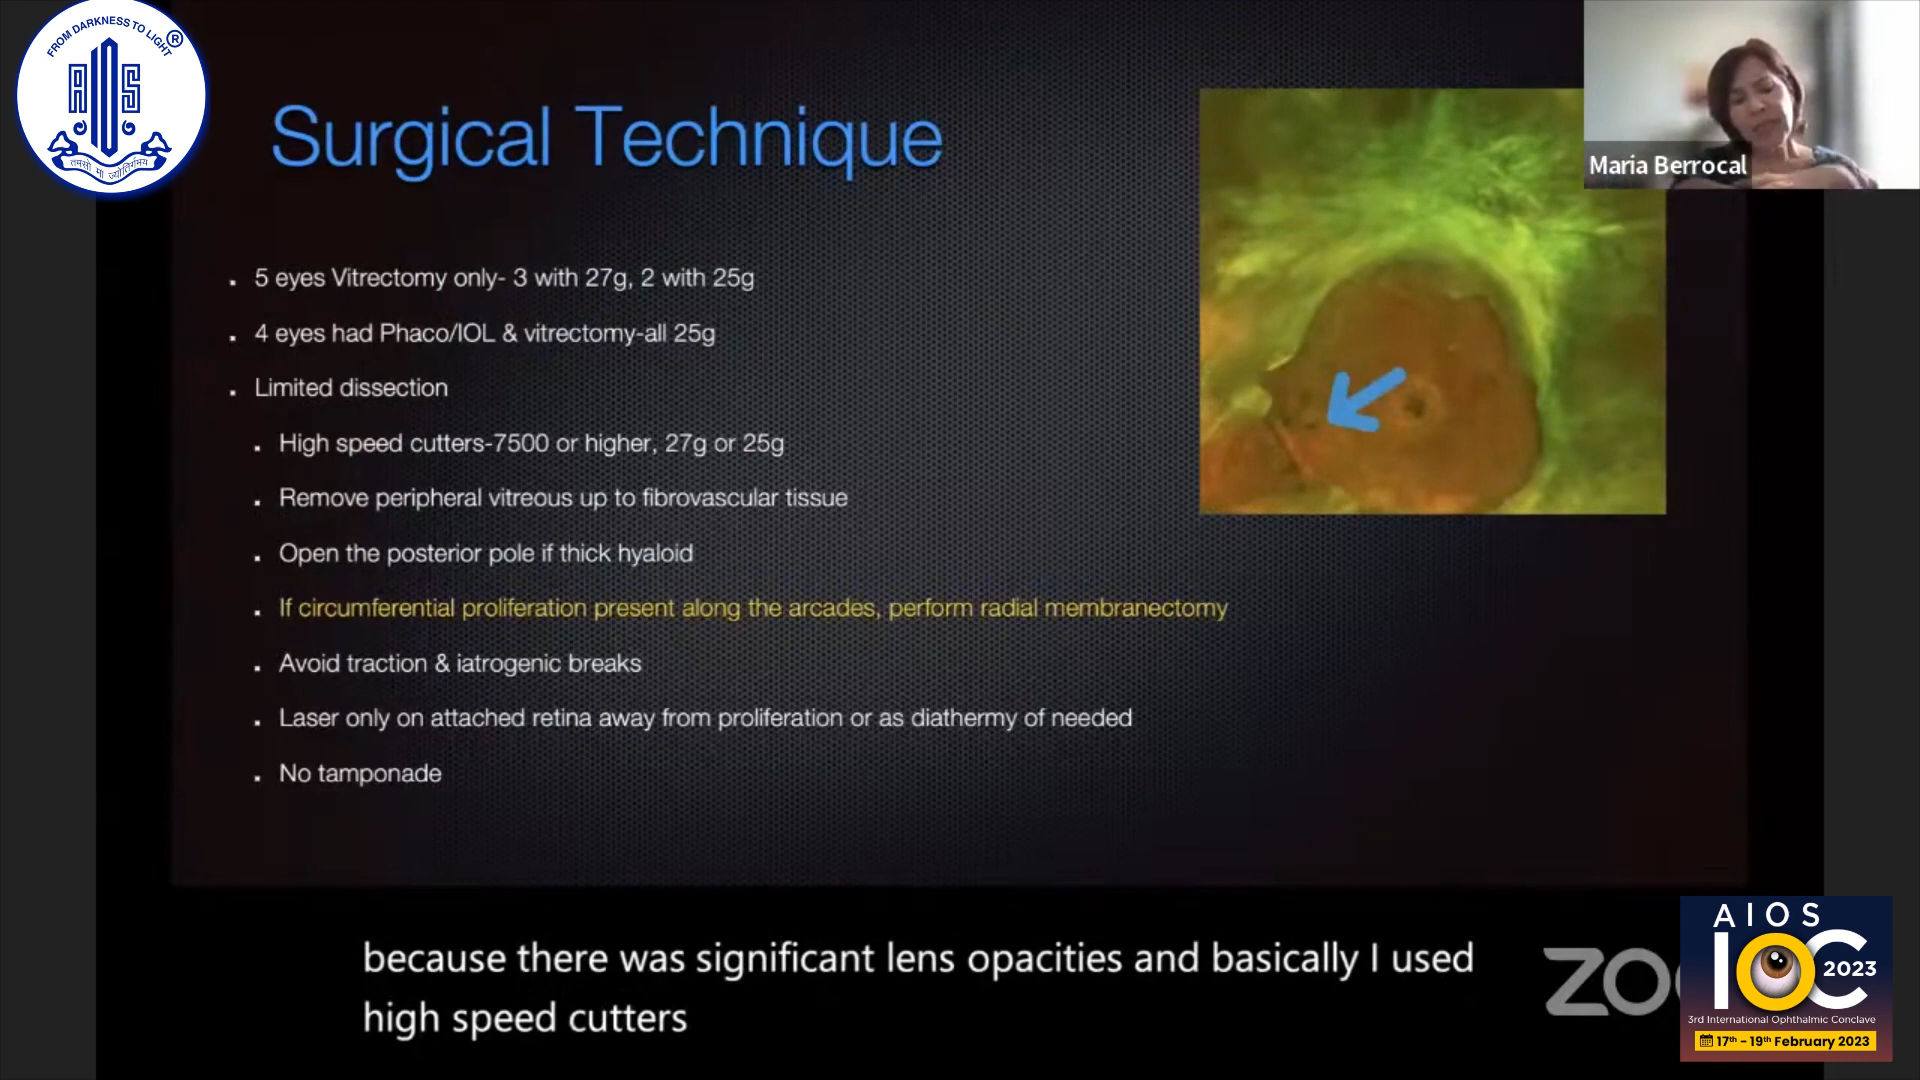 FROM DARKNESS TO LIGHT
®
AIOS
तमसो मा ज्योतिर्गमय
Surgical Technique
Maria Berrocal
5 eyes Vitrectomy only- 3 with 27g, 2 with 25g
4 eyes had Phaco/IOL & vitrectomy-all 25g
Limited dissection
High speed cutters-7500 or higher, 27g or 25g
Remove peripheral vitreous up to fibrovascular tissue
Open the posterior pole if thick hyaloid
If circumferential proliferation present along the arcades, perform radial membranectomy
Avoid traction & iatrogenic breaks
Laser only on attached retina away from proliferation or as diathermy of needed
No tamponade
because there was significant lens opacities and basically I used
high speed cutters
ZO
AIOS
IOC 2023
3rd International Ophthalmic Conclave
17th - 19th February 2023